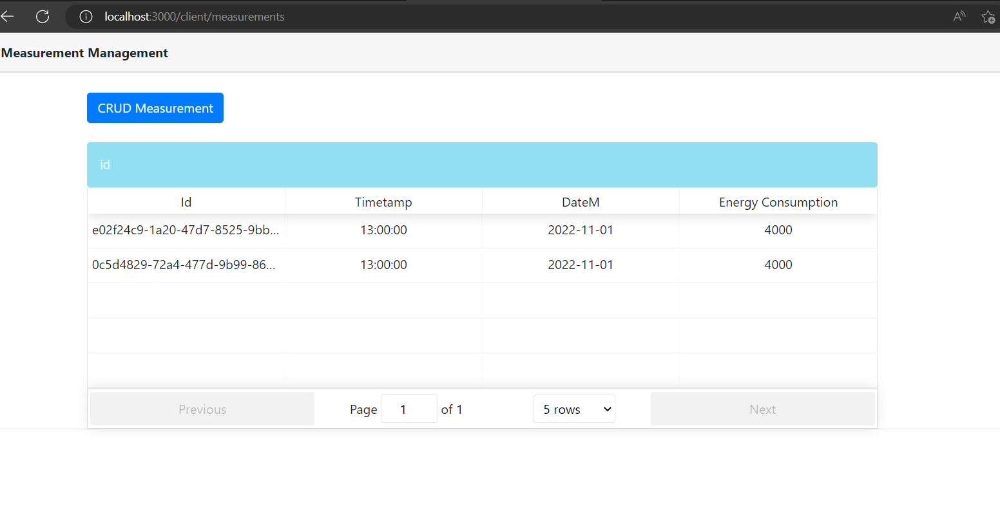 localhost:3000/client/measurements
Measurement Management
CRUD Measurement
id
Id Timetamp DateM Energy Consumption
e02f24c9-1a20-47d7-8525-9bb... 13:00:00 2022-11-01 4000
0c5d4829-72a4-477d-9b99-86... 13:00:00 2022-11-01 4000
Previous Page 1 of 1 5 rows Next